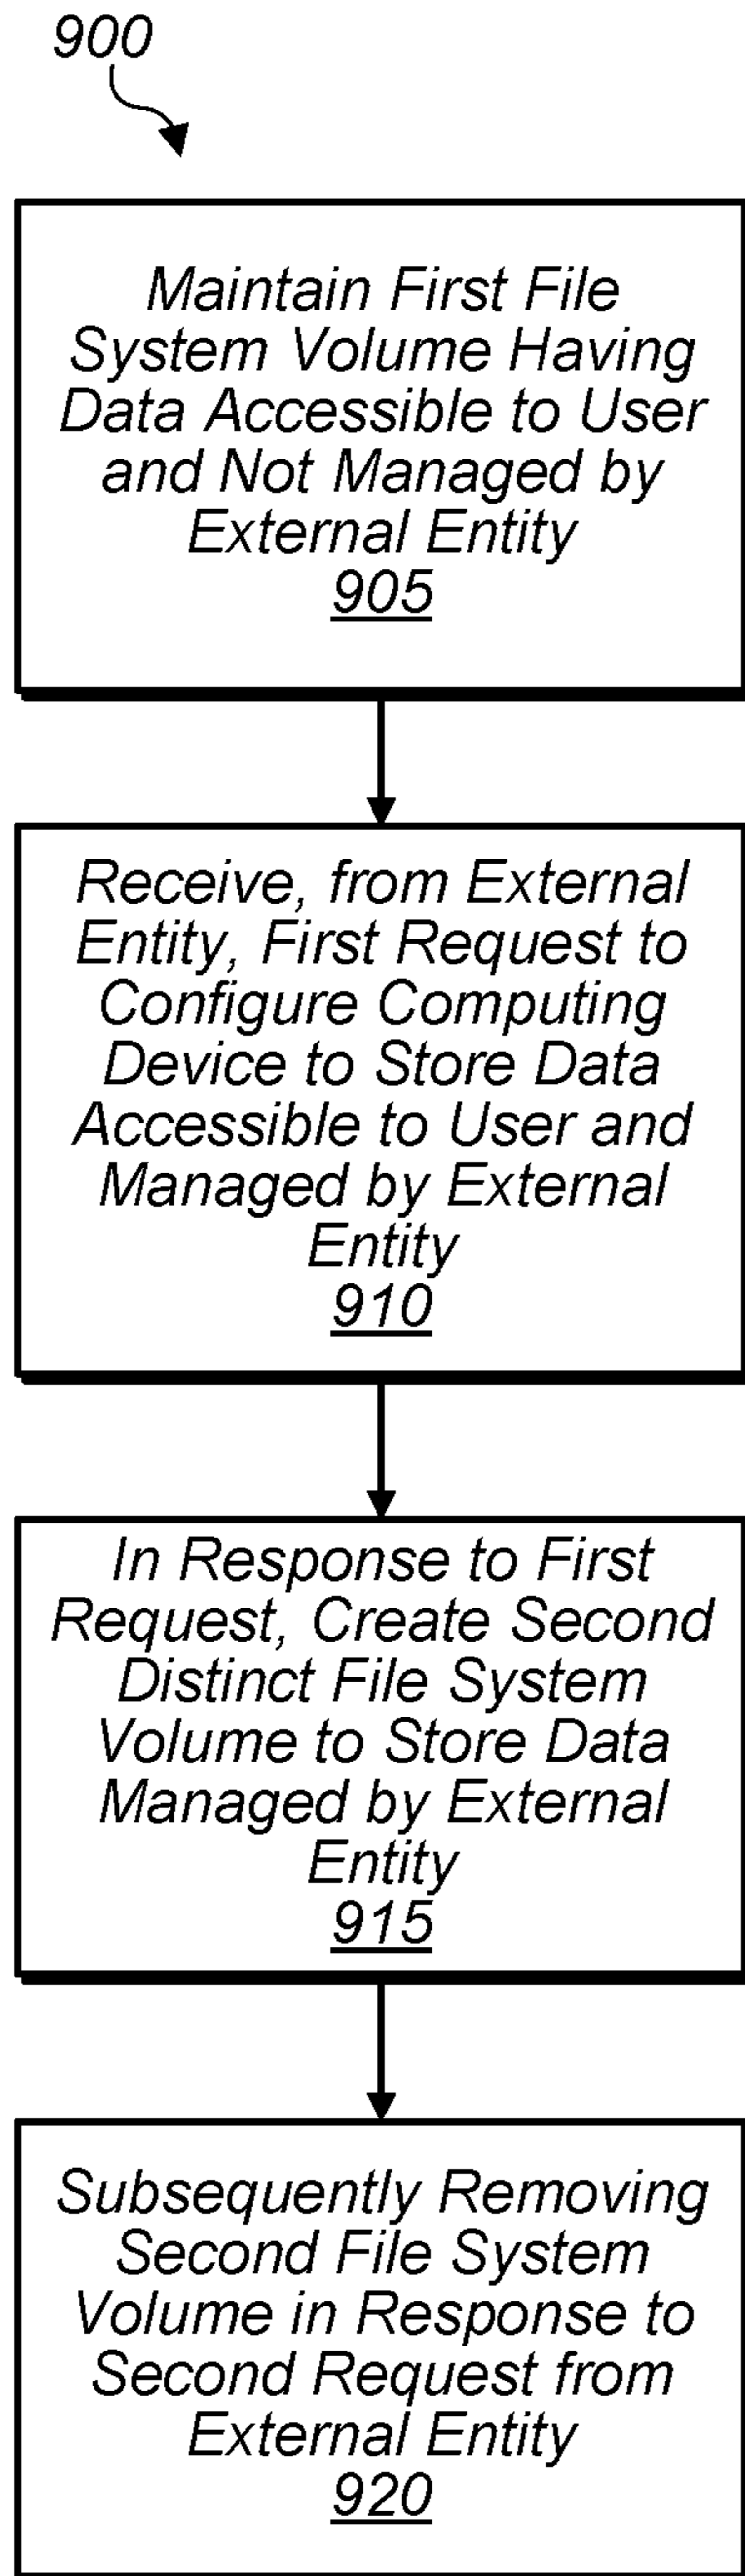 900
Maintain First File
System Volume Having
Data Accessible to User
and Not Managed by
External Entity
905
Receive, from External
Entity, First Request to
Configure Computing
Device to Store Data
Accessible to User and
Managed by External
Entity
910
In Response to First
Request, Create Second
Distinct File System
Volume to Store Data
Managed by External
Entity
915
Subsequently Removing
Second File System
Volume in Response to
Second Request from
External Entity
920